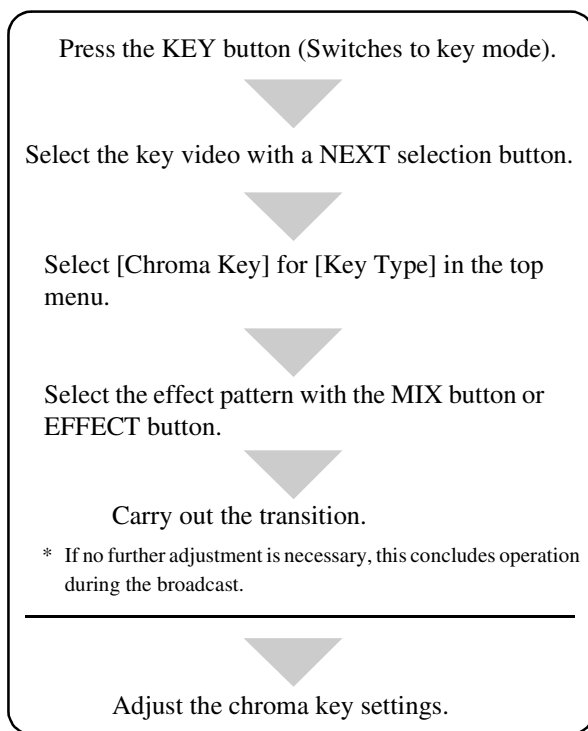 Press the KEY button (Switches to key mode).
Select the key video with a NEXT selection button.
Select [Chroma Key] for [Key Type] in the top
menu.
Select the effect pattern with the MIX button or
EFFECT button.
Carry out the transition.
* If no further adjustment is necessary, this concludes operation
during the broadcast.
Adjust the chroma key settings.